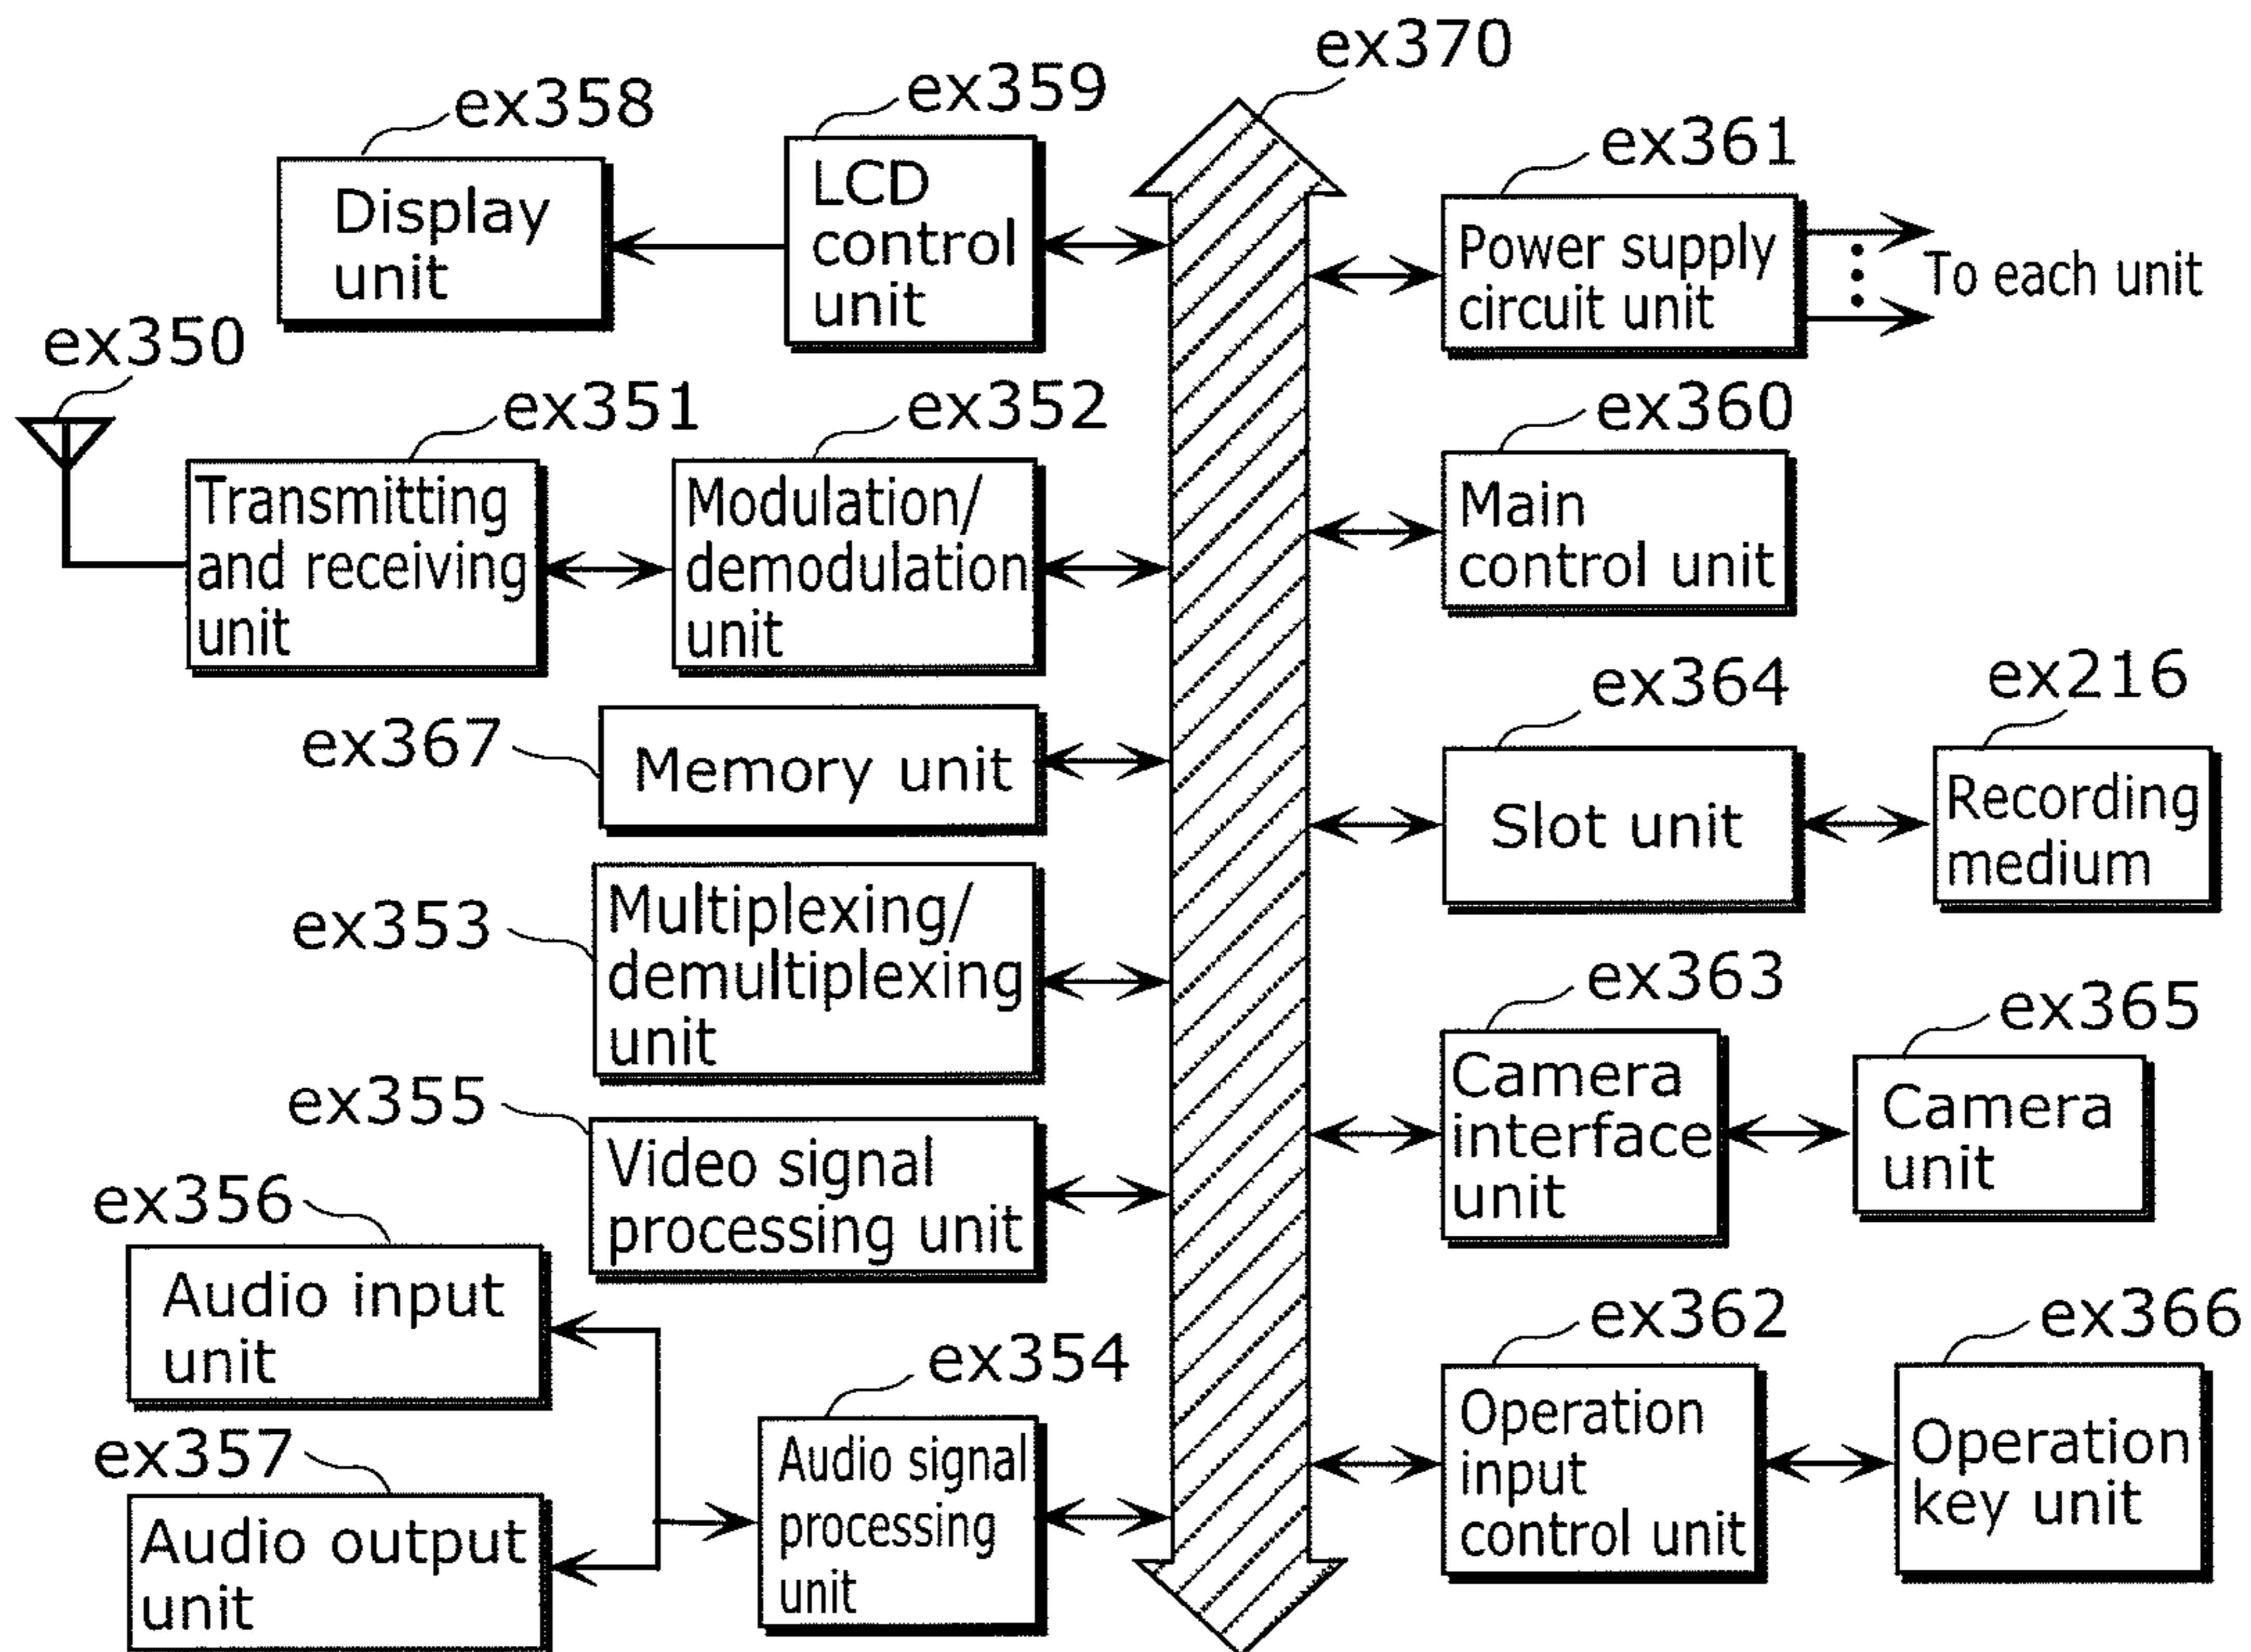 ex370
ex358
ex359
ex361
Display
unit
LCD
control
unit
Power supply
circuit unit
To each unit
ex350
ex351
ex352
ex360
Transmitting
and receiving
unit
Modulation/
demodulation
unit
Main
control unit
ex364
ex216
ex367
Memory unit
Slot unit
Recording
medium
ex353
Multiplexing/
demultiplexing
unit
ex363
ex365
Camera
interface
unit
Camera
unit
ex355
Video signal
processing unit
ex356
Audio input
unit
ex354
ex362
ex366
ex357
Audio output
unit
Audio signal
processing
unit
Operation
input
control unit
Operation
key unit